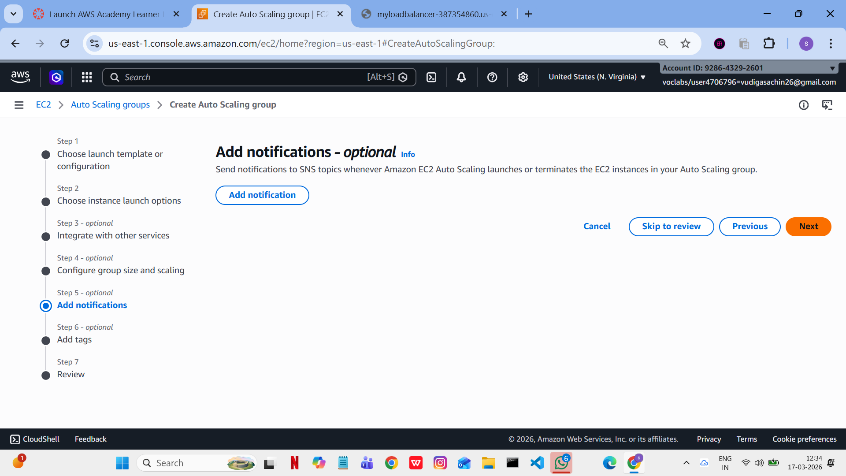 Launch AWS Academy Learner
Create Auto Scaling group | EC2
mybadbalancer-387354860.us
us-east-1.console.aws.amazon.com/ec2/home?region=us-east-1#CreateAutoScalingGroup:
S
aws
Search
[Alt+S]
United States (N. Virginia)
Account ID: 9286-4329-2601
voclabs/user4706796=vudigasachin26@gmail.com
EC2
Auto Scaling groups
Create Auto Scaling group
Step 1
Choose launch template or
configuration
Step 2
Choose instance launch options
Step 3 - optional
Integrate with other services
Step 4 - optional
Configure group size and scaling
Step 5 - optional
Add notifications
Step 6 - optional
Add tags
Step 7
Review
Add notifications - optional Info
Send notifications to SNS topics whenever Amazon EC2 Auto Scaling launches or terminates the EC2 instances in your Auto Scaling group.
Add notification
Cancel
Skip to review
Previous
Next
CloudShell
Feedback
© 2026, Amazon Web Services, Inc. or its affiliates.
Privacy
Terms
Cookie preferences
1
Search
ENG
IN
12:34
17-03-2026